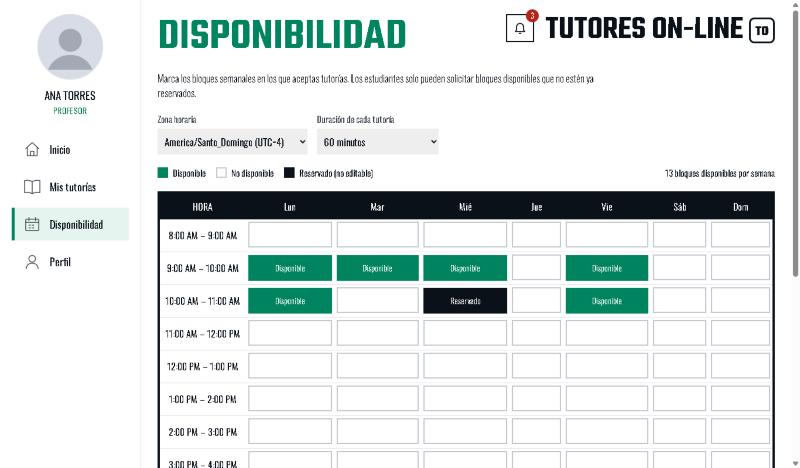 DISPONIBILIDAD
3
TUTORES ON-LINE TO
Marca los bloques semanales en los que aceptas tutorías. Los estudiantes solo pueden solicitar bloques disponibles que no estén ya
reservados.
ANA TORRES
PROFESOR
Inicio
Mis tutorías
Disponibilidad
Perfil
Zona horaria Duración de cada tutoría
America/Santo_Domingo (UTC-4) 60 minutos
Disponible No disponible Reservado (no editable) 13 bloques disponibles por semana
HORA Lun Mar Mié Jue Vie Sáb Dom
8:00 AM – 9:00 AM
9:00 AM – 10:00 AM Disponible Disponible Disponible Disponible
10:00 AM – 11:00 AM Disponible Reservado Disponible
11:00 AM – 12:00 PM
12:00 PM – 1:00 PM
1:00 PM – 2:00 PM
2:00 PM – 3:00 PM
3:00 PM – 4:00 PM